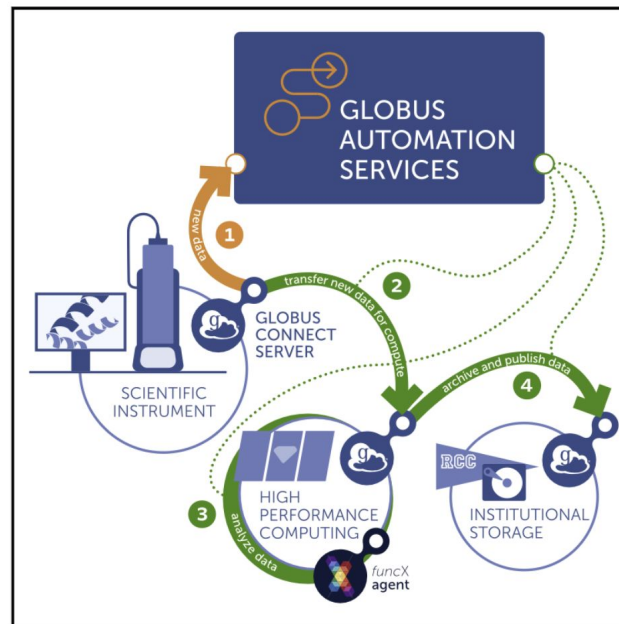 GLOBUS
AUTOMATION
SERVICES
new data
1
transfer new data for compute
2
GLOBUS
CONNECT
SERVER
g
SCIENTIFIC
INSTRUMENT
archive and publish data
4
g
HIGH
PERFORMANCE
COMPUTING
3
analyze data
funcX
agent
RCC
g
INSTITUTIONAL
STORAGE